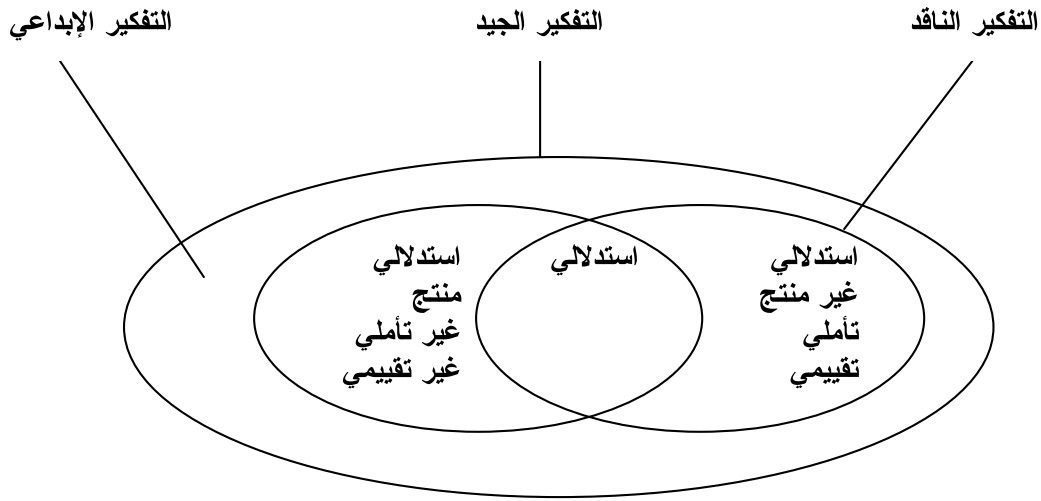 التفكير الناقد
التفكير الجيد
التفكير الإبداعي
استدلالي
غير منتج
تأملي
تقييمي
استدلالي
استدلالي
منتج
غير تأملي
غير تقييمي